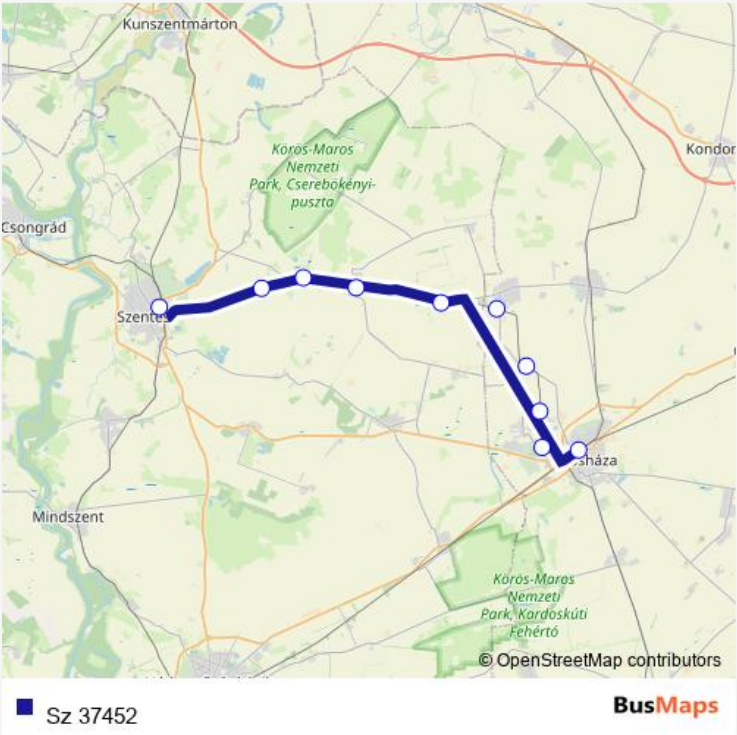 Kunszentmárton
Kondor
Körös-Maros
Nemzeti
Park, Cserebökényi-
puszta
Csongrád
Szentes
sháza
Mindszent
Körös-Maros
Nemzeti
Park, Kardoskúti
Fehértó
© OpenStreetMap contributors
Sz 37452
BusMaps